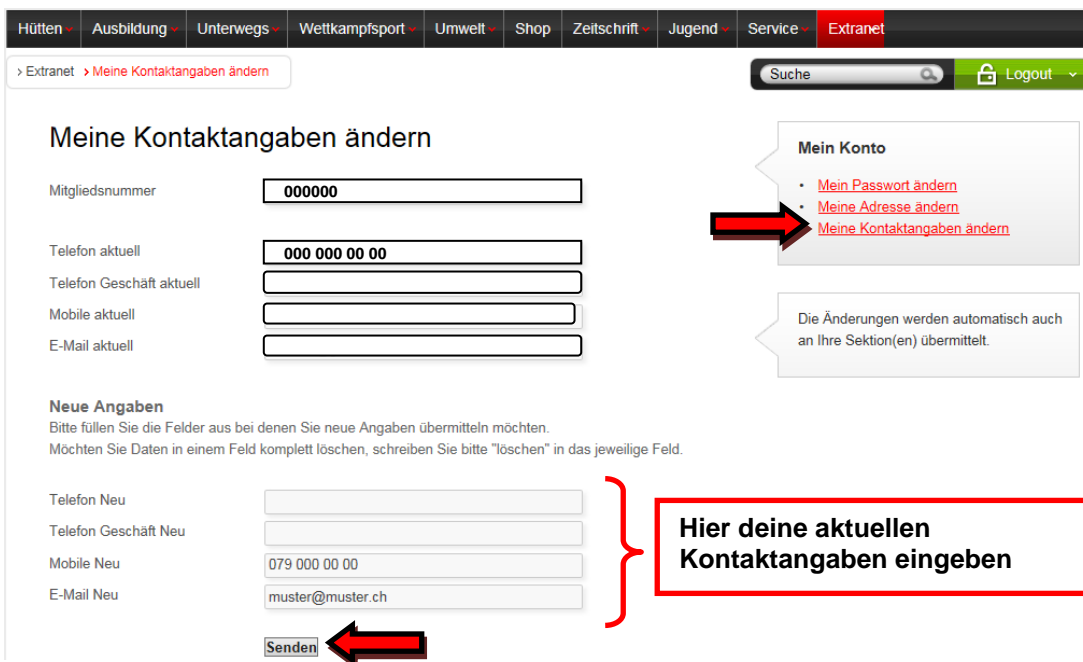 Hütten Ausbildung Unterwegs Wettkampfsport Umwelt Shop Zeitschrift Jugend Service Extranet
› Extranet › Meine Kontaktangaben ändern
Suche Logout
Meine Kontaktangaben ändern
Mitgliedsnummer 000000
Telefon aktuell 000 000 00 00
Telefon Geschäft aktuell
Mobile aktuell
E-Mail aktuell
Mein Konto
• Mein Passwort ändern
• Meine Adresse ändern
Meine Kontaktangaben ändern
Die Änderungen werden automatisch auch
an Ihre Sektion(en) übermittelt.
Neue Angaben
Bitte füllen Sie die Felder aus bei denen Sie neue Angaben übermitteln möchten.
Möchten Sie Daten in einem Feld komplett löschen, schreiben Sie bitte "löschen" in das jeweilige Feld.
Telefon Neu
Telefon Geschäft Neu
Mobile Neu 079 000 00 00
E-Mail Neu muster@muster.ch
Hier deine aktuellen
Kontaktangaben eingeben
Senden